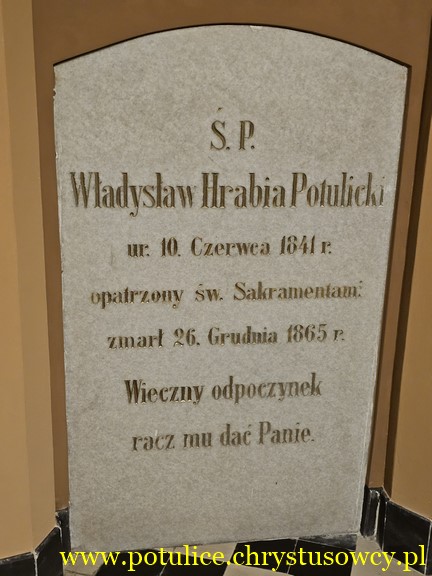 Ś. P.
Władysław Hrabia Potulicki
ur. 10. Czerwca 1841 r.
opatrzony św. Sakramentami
zmarł 26. Grudnia 1865 r.
Wieczny odpoczynek
racz mu dać Panie.
www.potulice.chrystusowcy.pl